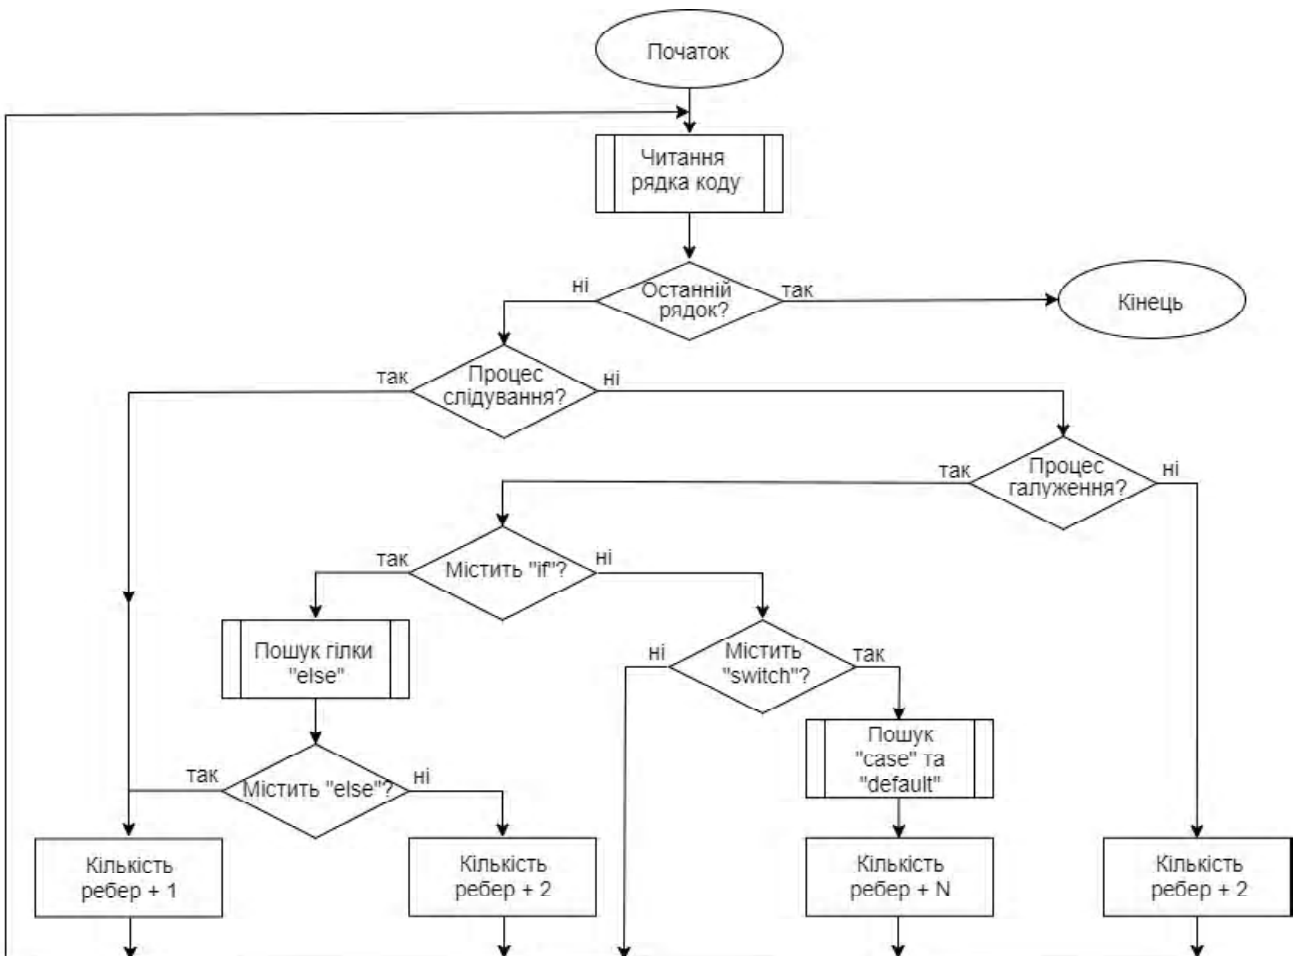 Початок
Читання
рядка коду
ні
Останній
рядок?
так
Кінець
так
Процес
слідування?
ні
так
Процес
галуження?
ні
так
Містить "if"?
ні
Пошук гілки
"else"
ні
Містить
"switch"?
так
Пошук
"case" та
"default"
так
Містить "else"?
ні
Кількість
ребер + 1
Кількість
ребер + 2
Кількість
ребер + N
Кількість
ребер + 2